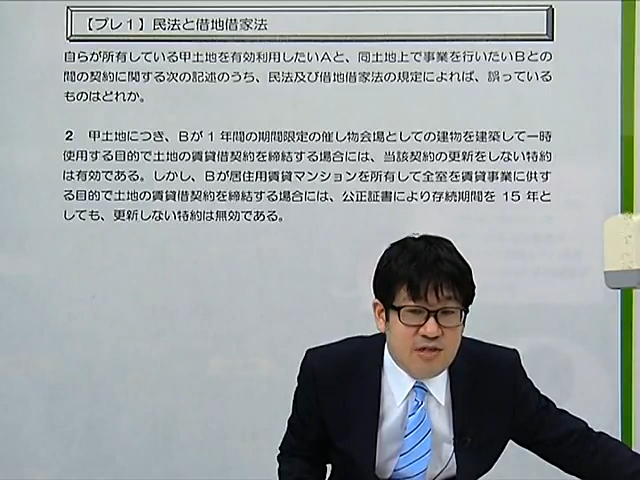 【プレ１】民法と借地借家法
自らが所有している甲土地を有効利用したいＡと、同土地上で事業を行いたいＢとの
間の契約に関する次の記述のうち、民法及び借地借家法の規定によれば、誤っている
ものはどれか。
２　甲土地につき、Ｂが１年間の期間限定の催し物会場としての建物を建築して一時
使用する目的で土地の賃貸借契約を締結する場合には、当該契約の更新をしない特約
は有効である。しかし、Ｂが居住用賃貸マンションを所有して全室を賃貸事業に供す
る目的で土地の賃貸借契約を締結する場合には、公正証書により存続期間を 15 年と
しても、更新しない特約は無効である。